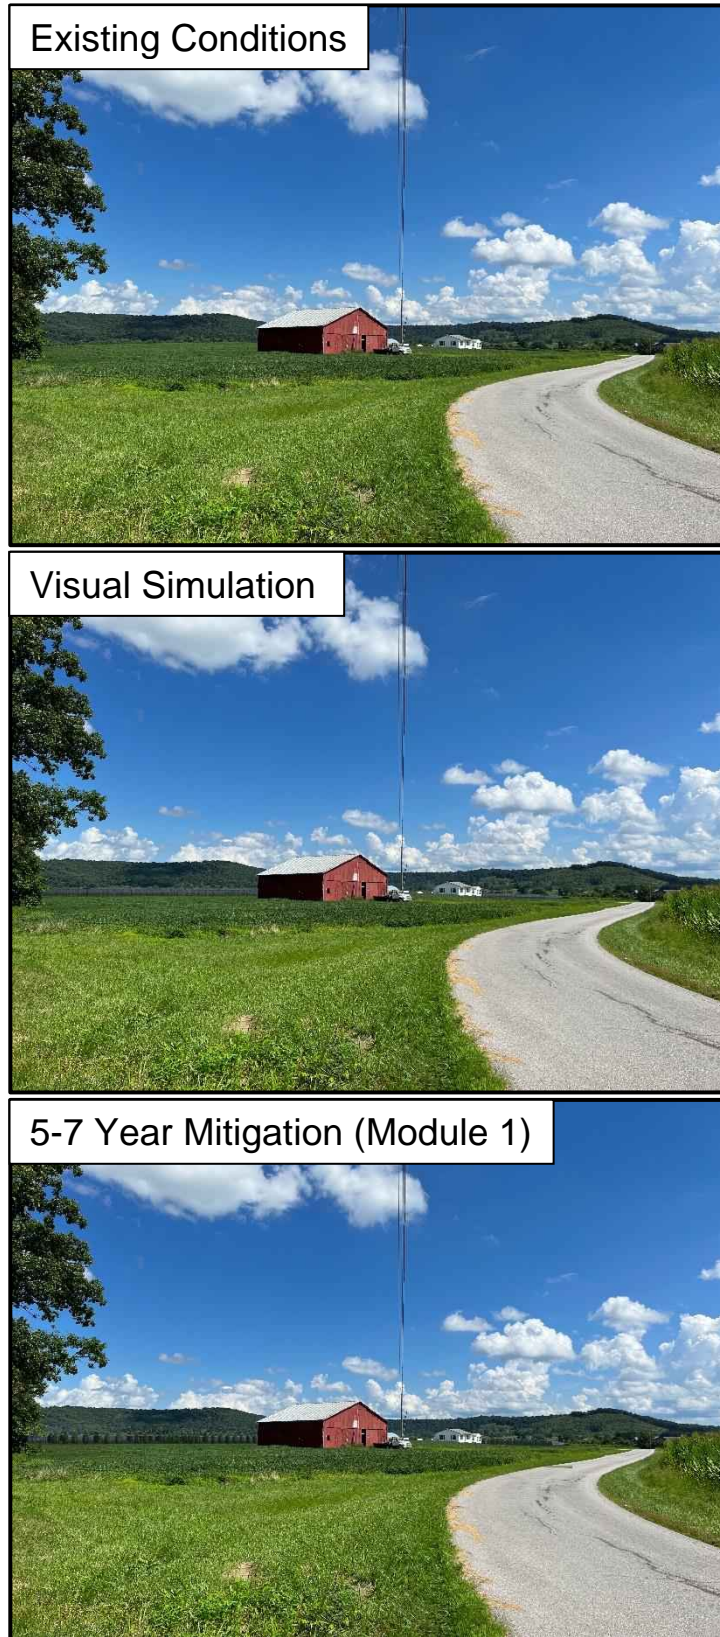 Existing Conditions
Visual Simulation
5-7 Year Mitigation (Module 1)